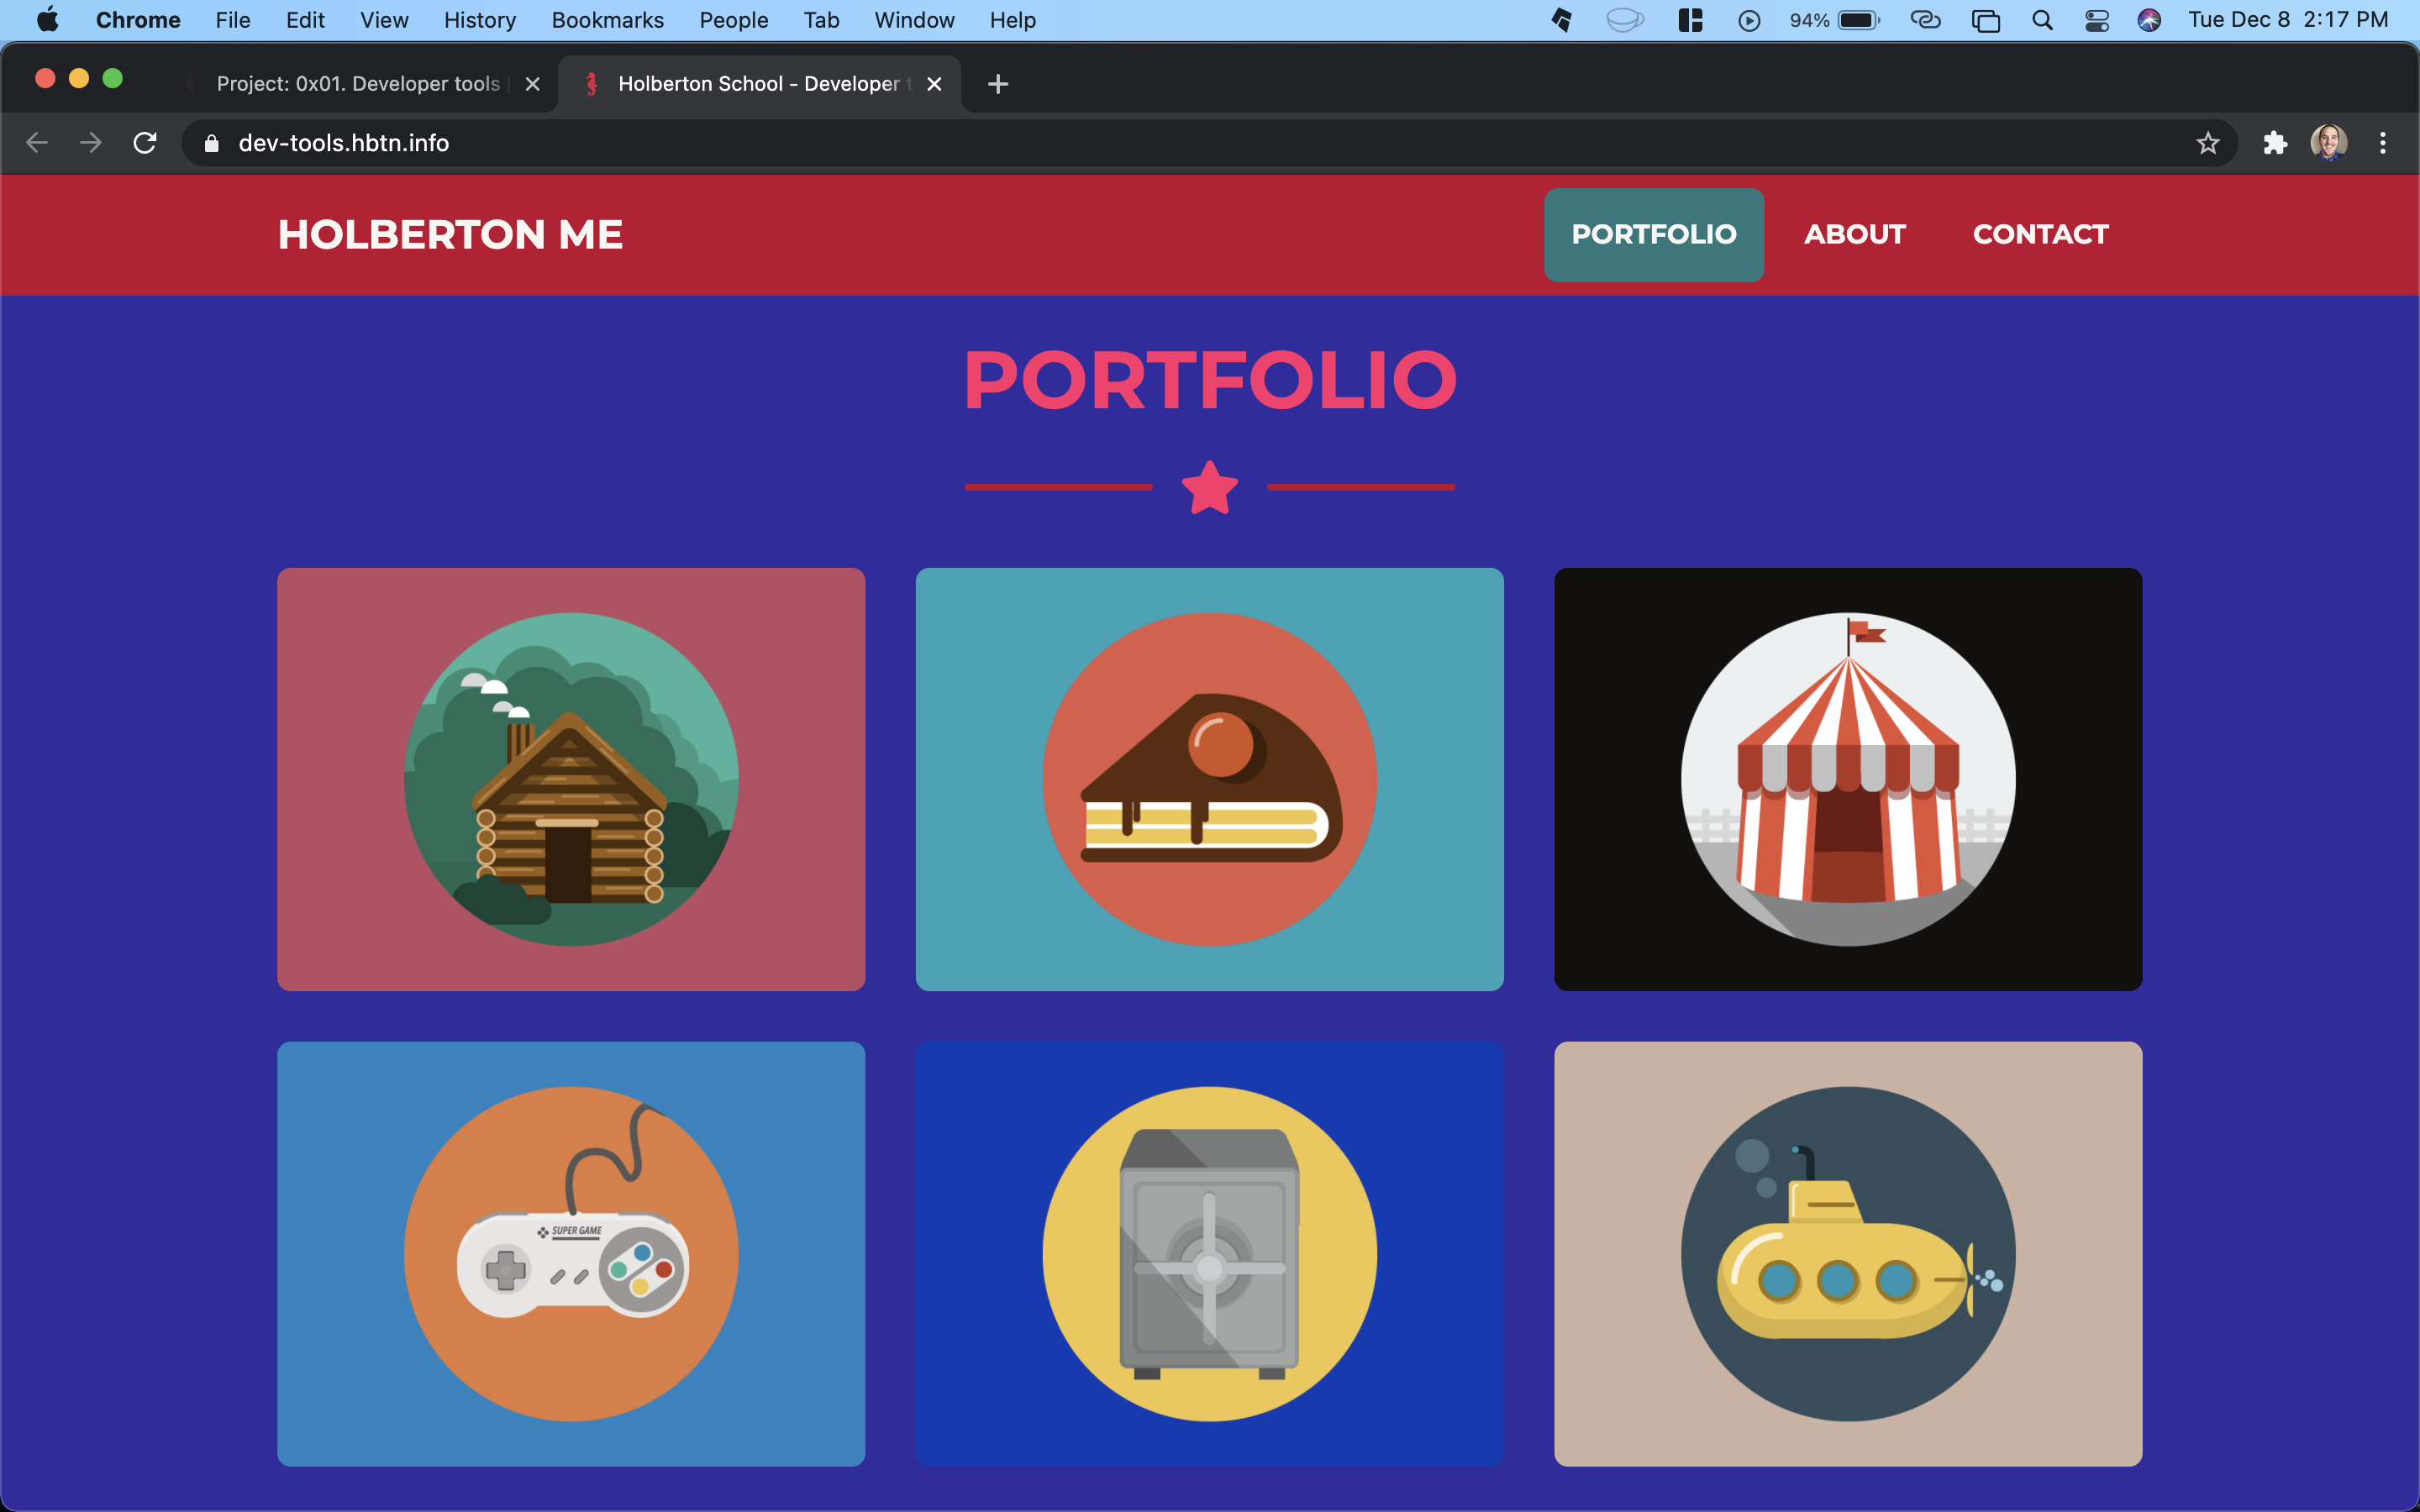 Chrome File Edit View History Bookmarks People Tab Window Help 94% Tue Dec 8 2:17 PM
Project: 0x01. Developer tools | Holberton School - Developer t
dev-tools.hbtn.info
HOLBERTON ME PORTFOLIO ABOUT CONTACT
PORTFOLIO
SUPER GAME